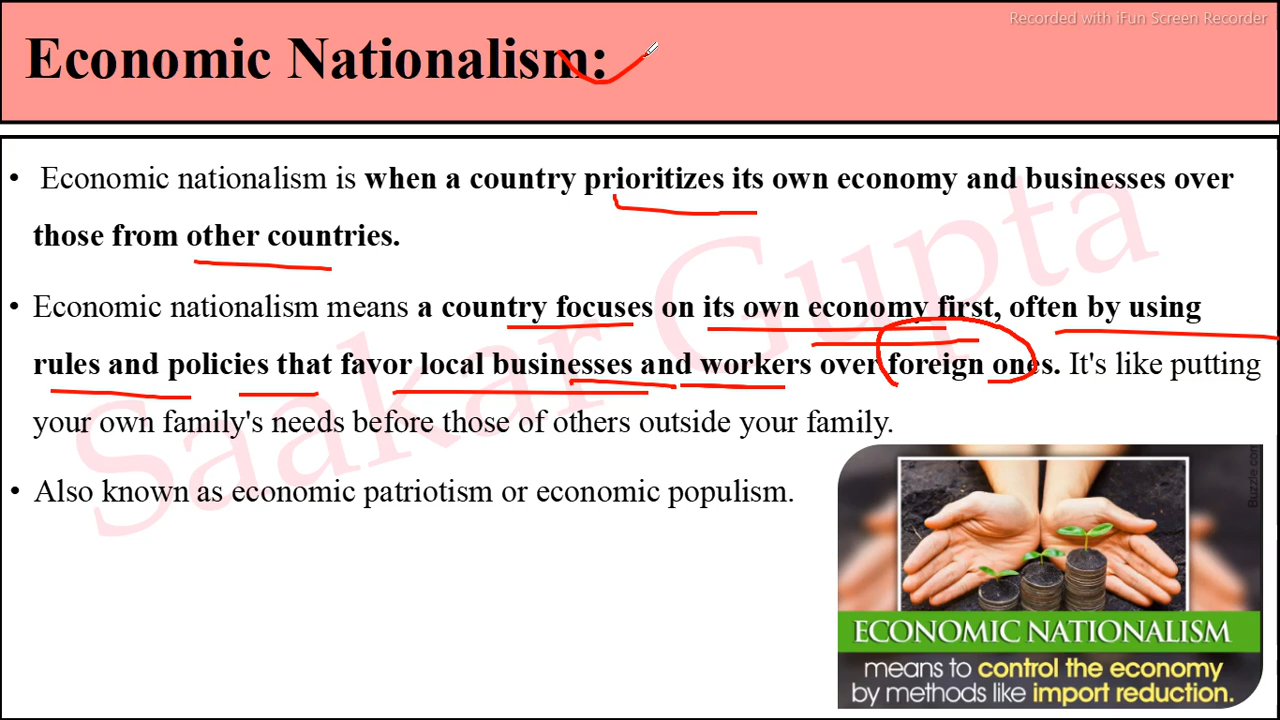 Recorded with iFun Screen Recorder
Economic Nationalism:
• Economic nationalism is when a country prioritizes its own economy and businesses over
those from other countries.
• Economic nationalism means a country focuses on its own economy first, often by using
rules and policies that favor local businesses and workers over foreign ones. It's like putting
your own family's needs before those of others outside your family.
• Also known as economic patriotism or economic populism.
Saakar Gupta
Buzzle.com
ECONOMIC NATIONALISM
means to control the economy
by methods like import reduction.